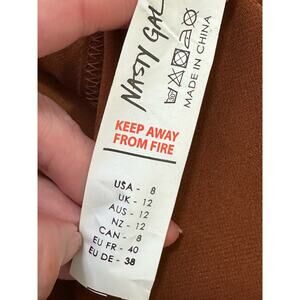 NASTY GAL
MADE IN CHINA
KEEP AWAY
FROM FIRE
USA - 8
UK - 12
AUS - 12
NZ - 12
CAN - 8
EU FR - 40
EU DE - 38